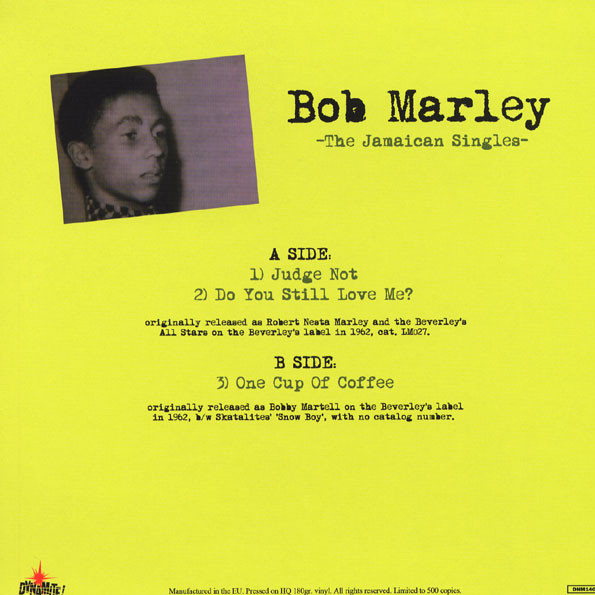 Bob Marley
-The Jamaican Singles-
A SIDE:
1) Judge Not
2) Do You Still Love Me?
originally released as Robert Nesta Marley and the Beverley's
All Stars on the Beverley's label in 1962, cat. LM027.
B SIDE:
3) One Cup Of Coffee
originally released as Bobby Martell on the Beverley's label
in 1962, b/w Skatalites' 'Snow Boy', with no catalog number.
DYNAMITE!
Manufactured in the EU. Pressed on HQ 180gr. vinyl. All rights reserved. Limited to 500 copies.